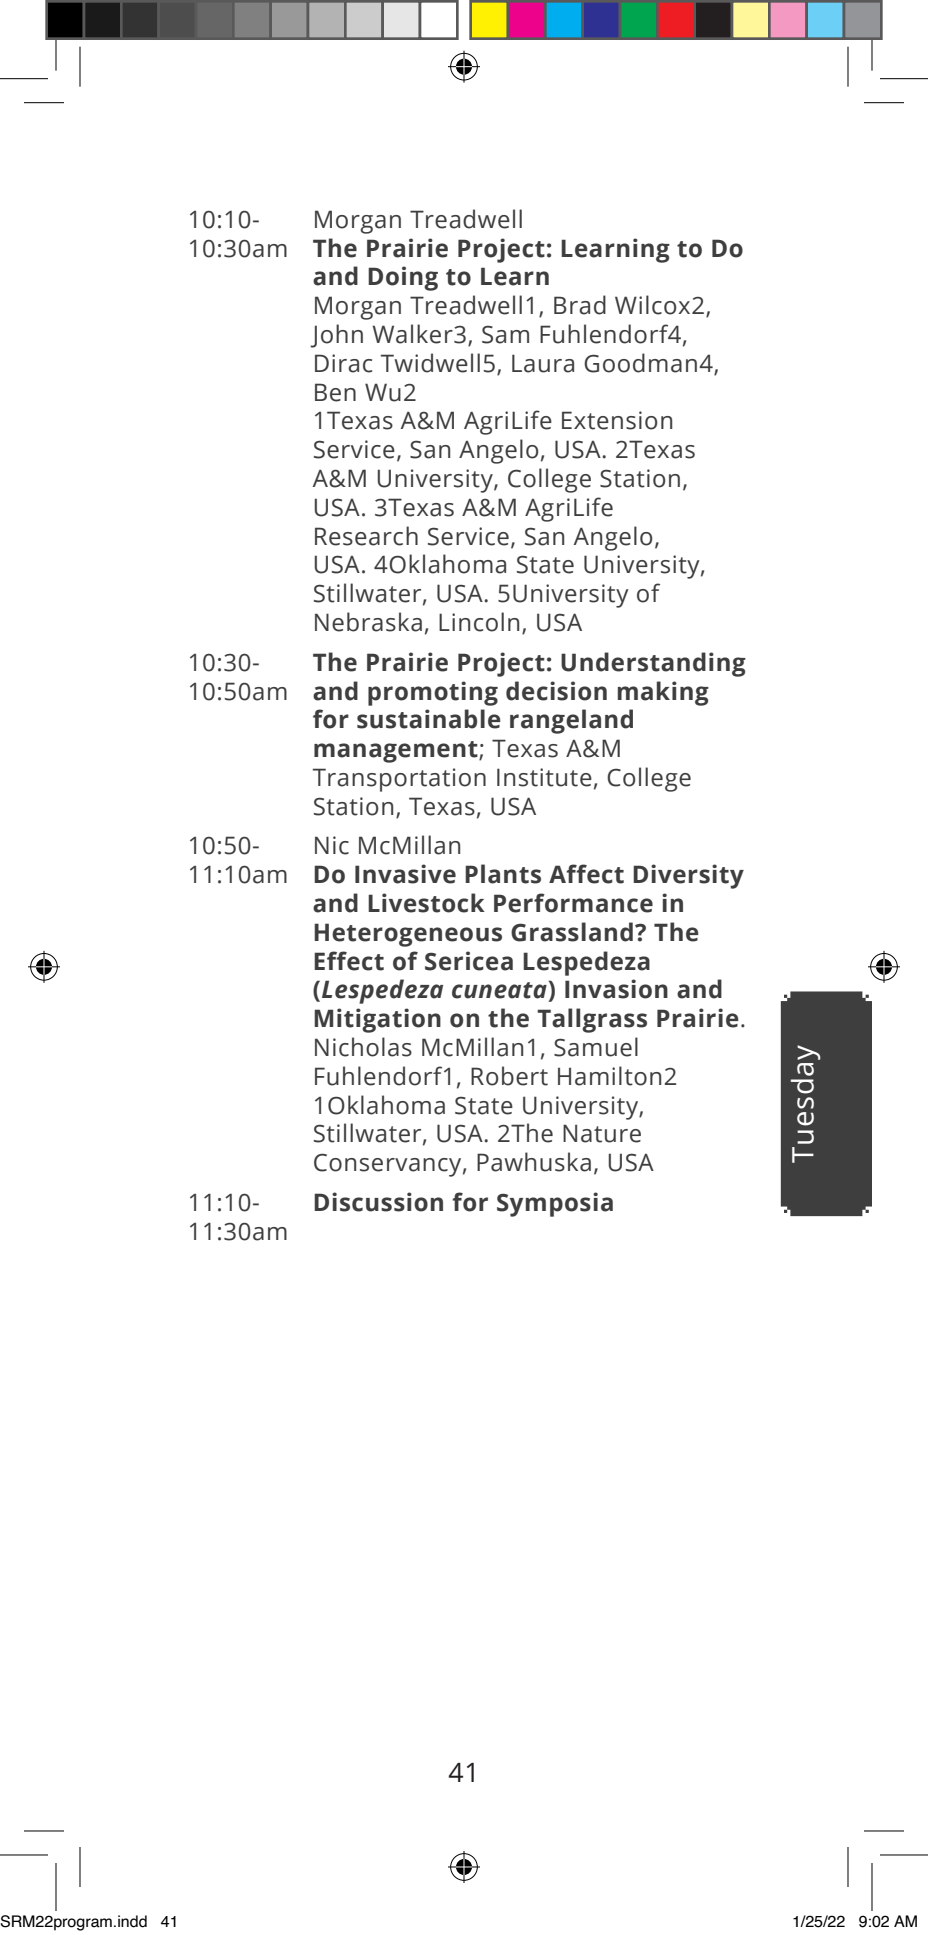 10:10-
10:30am
Morgan Treadwell
The Prairie Project: Learning to Do
and Doing to Learn
Morgan Treadwell1, Brad Wilcox2,
John Walker3, Sam Fuhlendorf4,
Dirac Twidwell5, Laura Goodman4,
Ben Wu2
1Texas A&M AgriLife Extension
Service, San Angelo, USA. 2Texas
A&M University, College Station,
USA. 3Texas A&M AgriLife
Research Service, San Angelo,
USA. 4Oklahoma State University,
Stillwater, USA. 5University of
Nebraska, Lincoln, USA
10:30-
10:50am
The Prairie Project: Understanding
and promoting decision making
for sustainable rangeland
management; Texas A&M
Transportation Institute, College
Station, Texas, USA
10:50-
11:10am
Nic McMillan
Do Invasive Plants Affect Diversity
and Livestock Performance in
Heterogeneous Grassland? The
Effect of Sericea Lespedeza
(Lespedeza cuneata) Invasion and
Mitigation on the Tallgrass Prairie.
Nicholas McMillan1, Samuel
Fuhlendorf1, Robert Hamilton2
1Oklahoma State University,
Stillwater, USA. 2The Nature
Conservancy, Pawhuska, USA
11:10-
11:30am
Discussion for Symposia
Tuesday
41
SRM22program.indd 41
1/25/22 9:02 AM